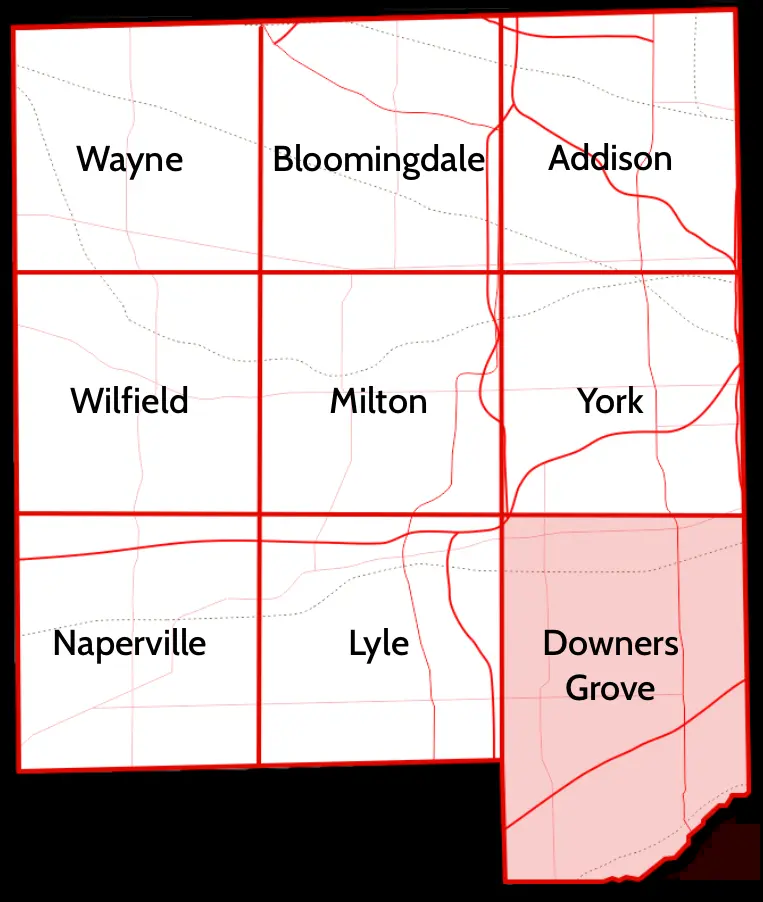 Wayne
Bloomingdale
Addison
Wilfield
Milton
York
Naperville
Lyle
Downers
Grove